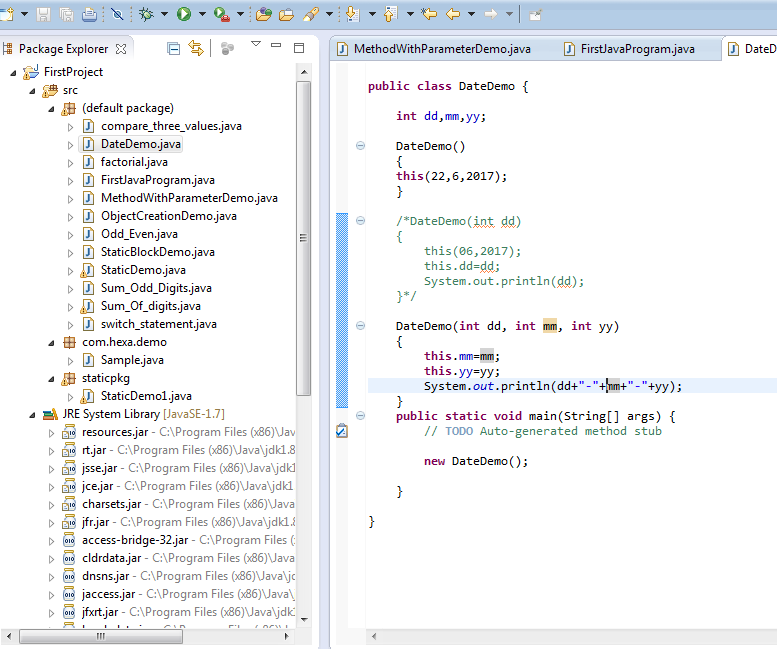 Package Explorer
FirstProject
src
(default package)
compare_three_values.java
DateDemo.java
factorial.java
FirstJavaProgram.java
MethodWithParameterDemo.java
ObjectCreationDemo.java
Odd_Even.java
StaticBlockDemo.java
StaticDemo.java
Sum_Odd_Digits.java
Sum_Of_digits.java
switch_statement.java
com.hexa.demo
Sample.java
staticpkg
StaticDemo1.java
JRE System Library [JavaSE-1.7]
resources.jar - C:\Program Files (x86)\Java
rt.jar - C:\Program Files (x86)\Java\jdk1.8
jsse.jar - C:\Program Files (x86)\Java\jdk1
jce.jar - C:\Program Files (x86)\Java\jdk1
charsets.jar - C:\Program Files (x86)\Java
jfr.jar - C:\Program Files (x86)\Java\jdk1.8
access-bridge-32.jar - C:\Program Files
cldrdata.jar - C:\Program Files (x86)\Java
dnsns.jar - C:\Program Files (x86)\Java\jc
jaccess.jar - C:\Program Files (x86)\Java
jfxrt.jar - C:\Program Files (x86)\Java\jdk
MethodWithParameterDemo.java
FirstJavaProgram.java
DateD
public class DateDemo {
int dd,mm,yy;
DateDemo()
{
this(22,6,2017);
}
/*DateDemo(int dd)
{
this(06,2017);
this.dd=dd;
System.out.println(dd);
}*/
DateDemo(int dd, int mm, int yy)
{
this.mm=mm;
this.yy=yy;
System.out.println(dd+"-"+mm+"-"+yy);
}
public static void main(String[] args) {
// TODO Auto-generated method stub
new DateDemo();
}
}